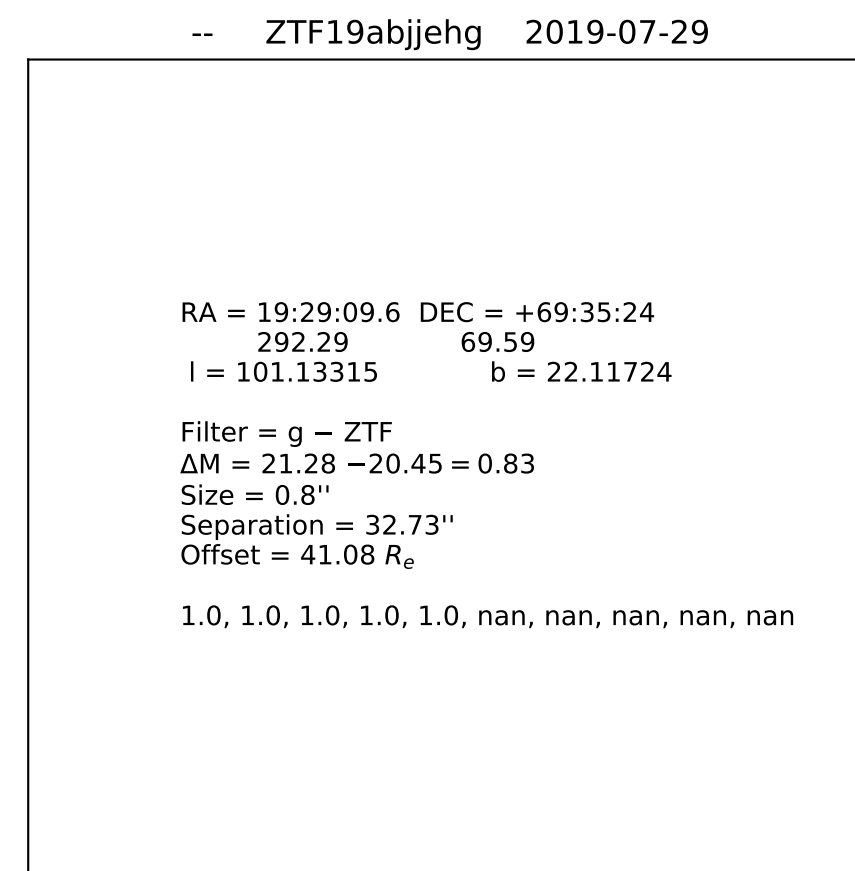 -- ZTF19abjjehg 2019-07-29
RA = 19:29:09.6 DEC = +69:35:24
292.29 69.59
l = 101.13315 b = 22.11724
Filter = g − ZTF
ΔM = 21.28 −20.45 = 0.83
Size = 0.8''
Separation = 32.73''
Offset = 41.08 Re
1.0, 1.0, 1.0, 1.0, 1.0, nan, nan, nan, nan, nan